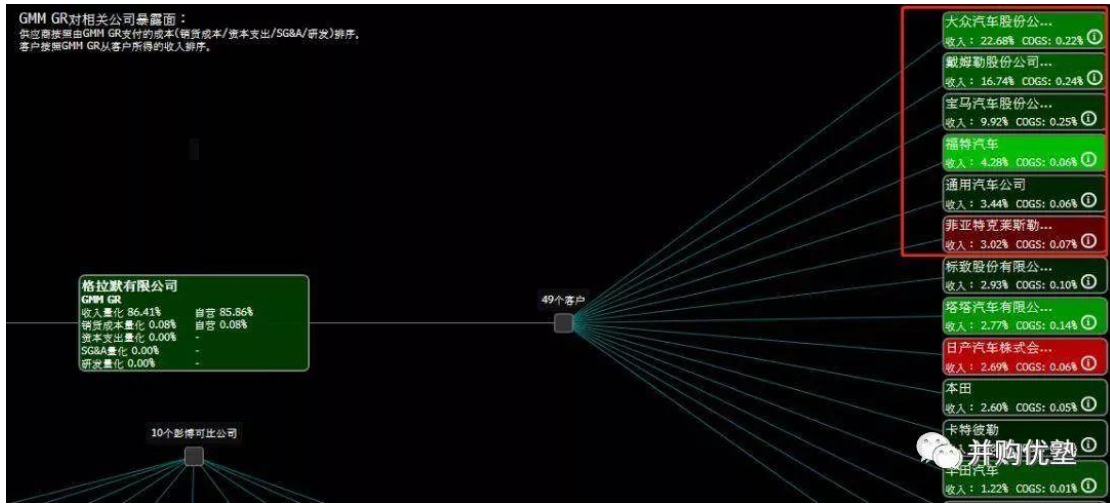 GMM GR对相关公司暴露面：
供应商按照由GMM GR支付的成本(销货成本/资本支出/SG&A/研发)排序。
客户按照GMM GR从客户所得的收入排序。
大众汽车股份公...
收入： 22.68% COGS: 0.22%
戴姆勒股份公司...
收入： 16.74% COGS: 0.24%
宝马汽车股份公...
收入： 9.92% COGS: 0.25%
福特汽车
收入： 4.28% COGS: 0.06%
通用汽车公司
收入： 3.44% COGS: 0.06%
菲亚特克莱斯勒...
收入： 3.02% COGS: 0.07%
标致股份有限公...
收入： 2.93% COGS: 0.10%
塔塔汽车有限公...
收入： 2.77% COGS: 0.14%
日产汽车株式会...
收入： 2.69% COGS: 0.06%
本田
收入： 2.60% COGS: 0.05%
卡特彼勒
丰田汽车
收入： 1.22% COGS: 0.01%
格拉默有限公司
GMM GR
收入量化 86.41% 自营 85.86%
销货成本量化 0.08% 自营 0.08%
资本支出量化 0.00% -
SG&A量化 0.00% -
研发量化 0.00% -
49个客户
10个彭博可比公司
并购优塾